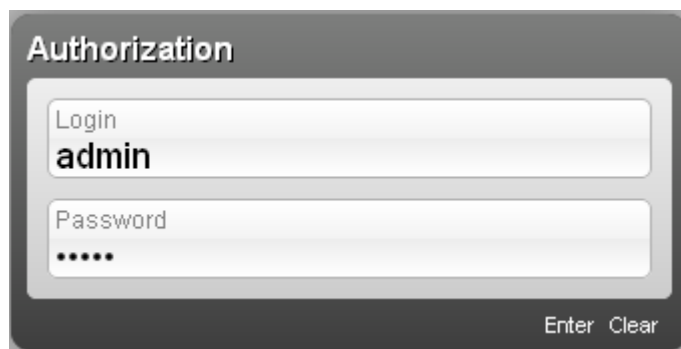 Authorization
Login
admin
Password
•••••
Enter Clear